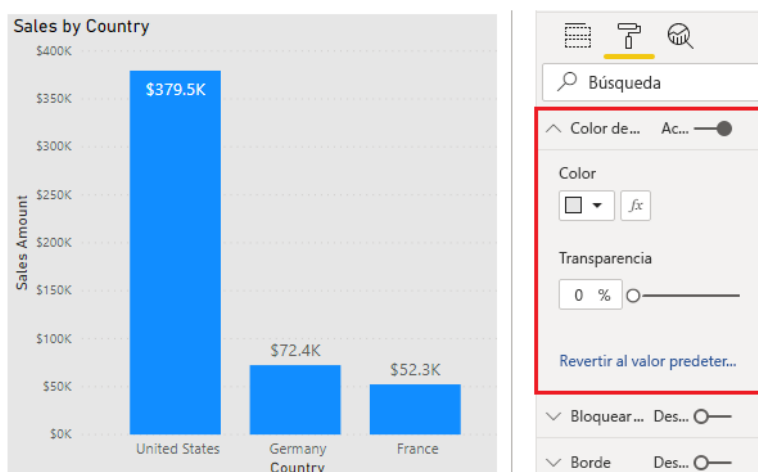 Sales by Country
$400K
$350K
$300K
$250K
$200K
$150K
$100K
$50K
$0K
Sales Amount
$379.5K
$72.4K
$52.3K
United States
Germany
France
Country
Búsqueda
Color de... Ac...
Color
fx
Transparencia
0 %
Revertir al valor predeter...
Bloquear... Des...
Borde Des...